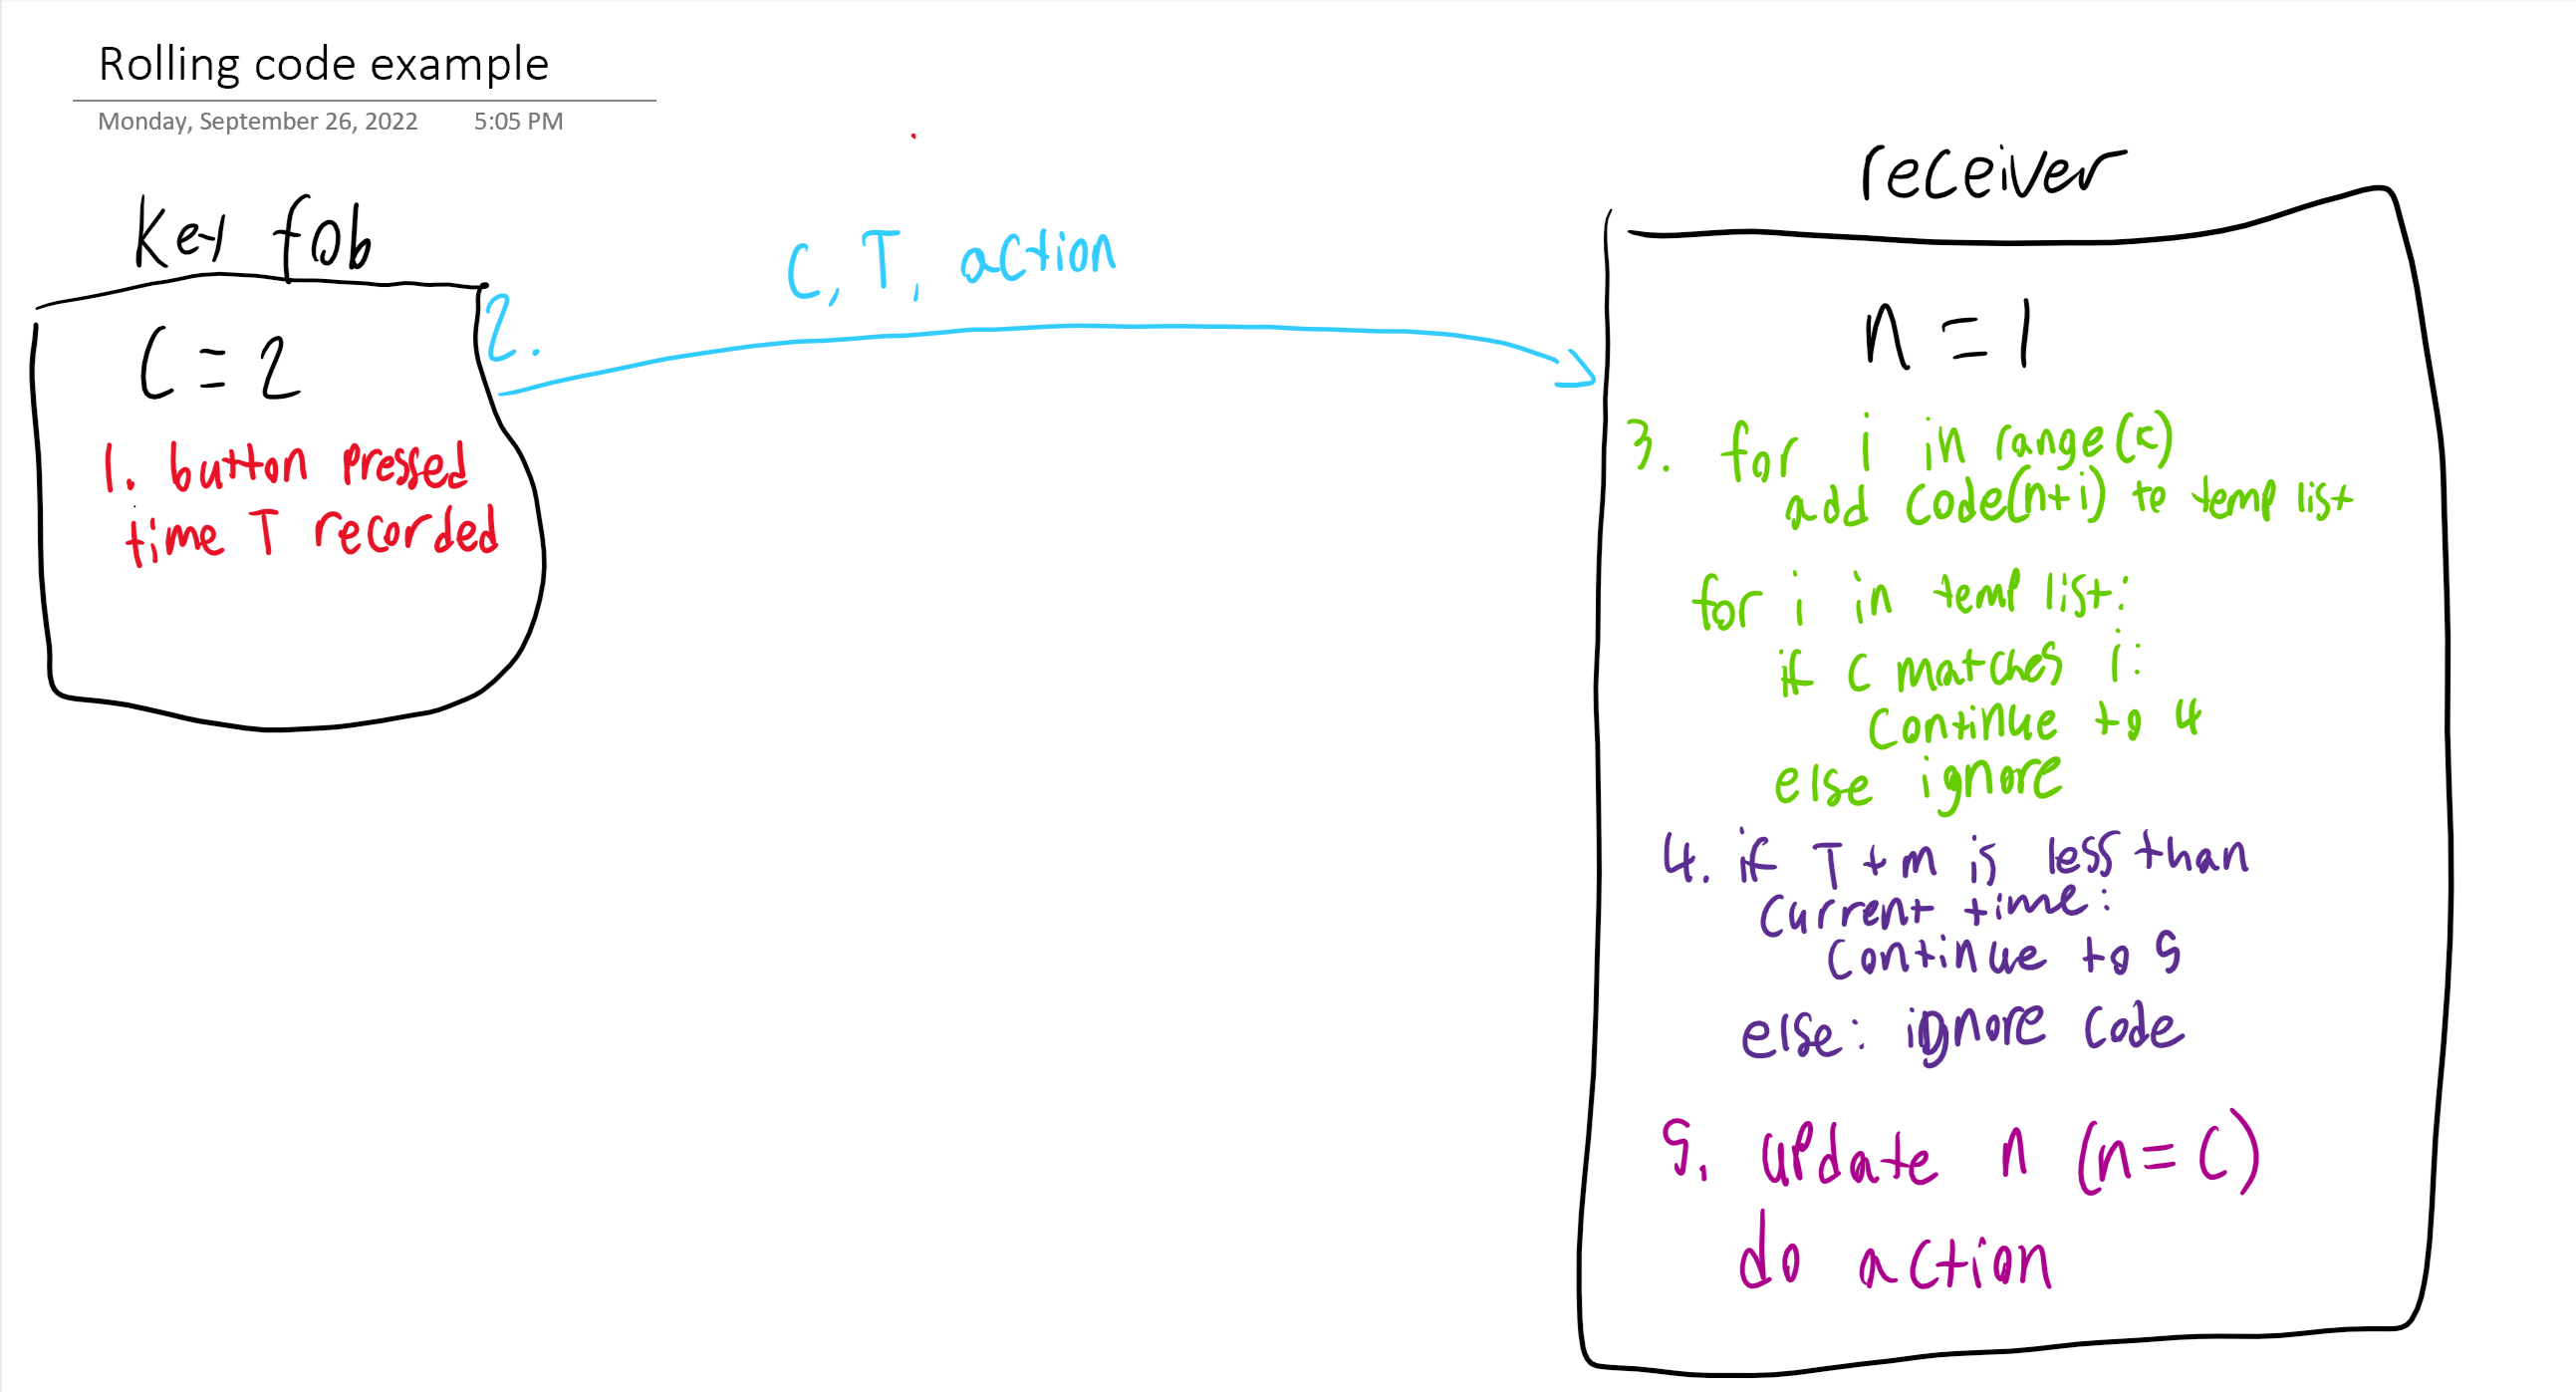 Rolling code example
Monday, September 26, 2022 5:05 PM
Key fob
C = 2
1. button pressed
time T recorded
2.
C, T, action
receiver
n = 1
3. for i in range(k)
add code(n+i) to temp list
for i in temp list:
if C matches i:
Continue to 4
else ignore
4. if T + m is less than
Current time:
Continue to 5
else: ignore code
5. update n (n = C)
do action